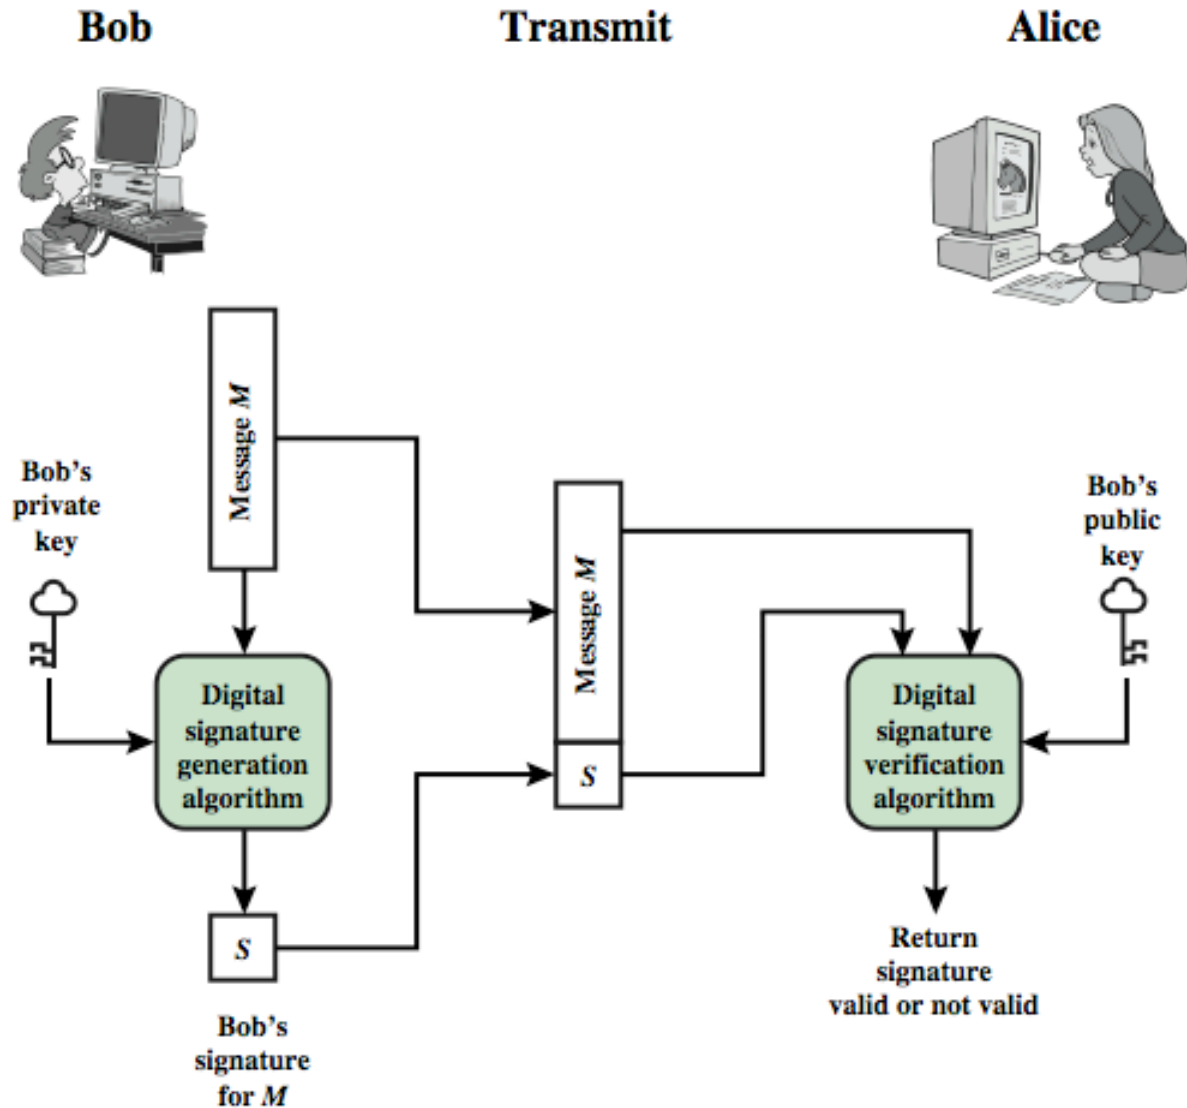 Bob
Transmit
Alice
Message M
Bob's
private
key
Message M
S
Bob's
public
key
Digital
signature
generation
algorithm
Digital
signature
verification
algorithm
S
Bob's
signature
for M
Return
signature
valid or not valid